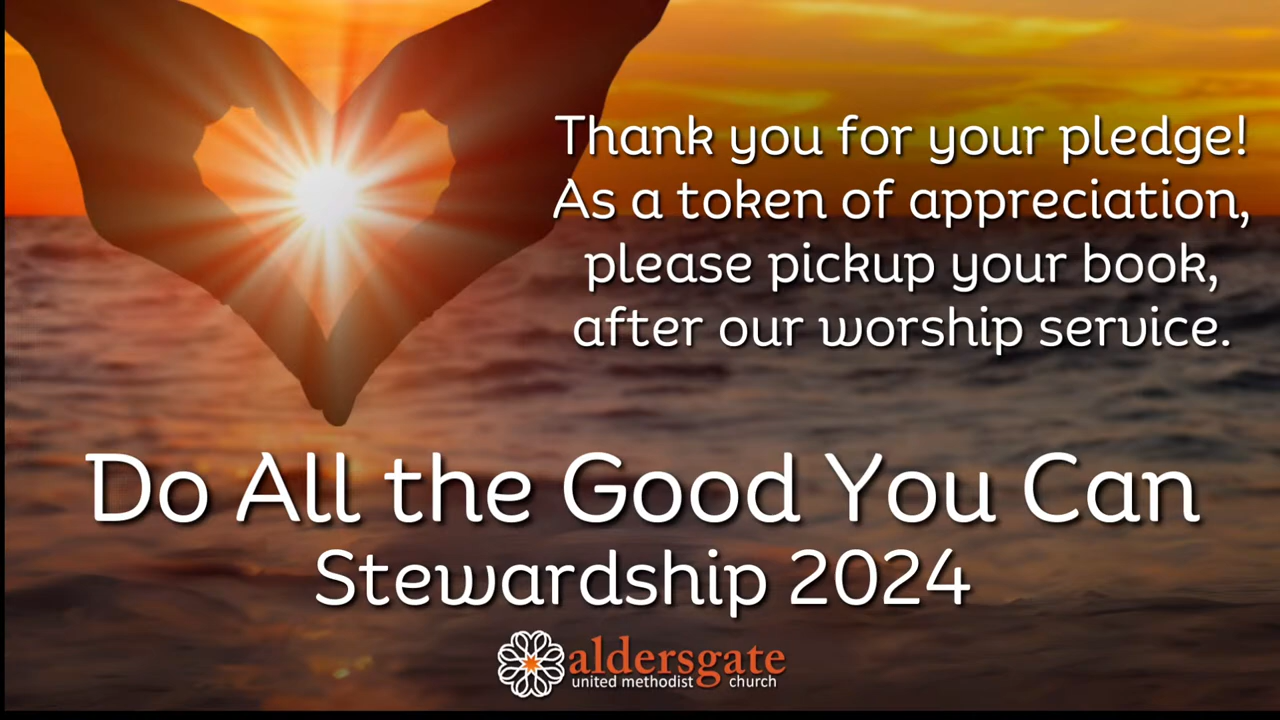 Thank you for your pledge!
As a token of appreciation,
please pickup your book,
after our worship service.
Do All the Good You Can
Stewardship 2024
aldersgate
united methodist church